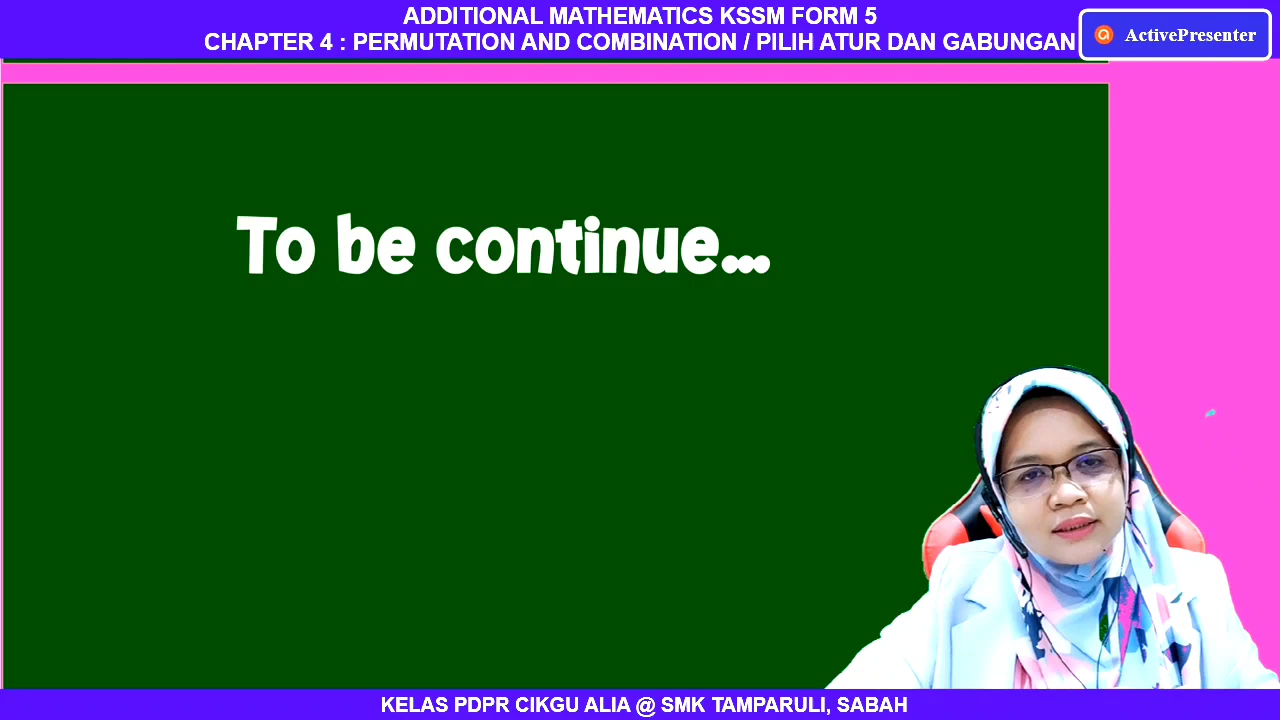 ADDITIONAL MATHEMATICS KSSM FORM 5
CHAPTER 4 : PERMUTATION AND COMBINATION / PILIH ATUR DAN GABUNGAN
ActivePresenter
To be continue...
KELAS PDPR CIKGU ALIA @ SMK TAMPARULI, SABAH